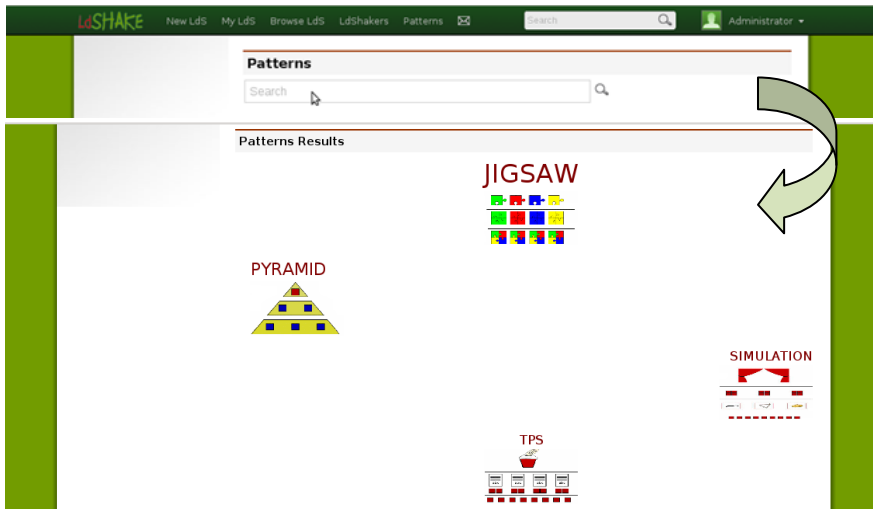 LdSHAKE New LdS My LdS Browse LdS LdShakers Patterns Search Administrator
Patterns
Search
Patterns Results
JIGSAW
PYRAMID
SIMULATION
TPS